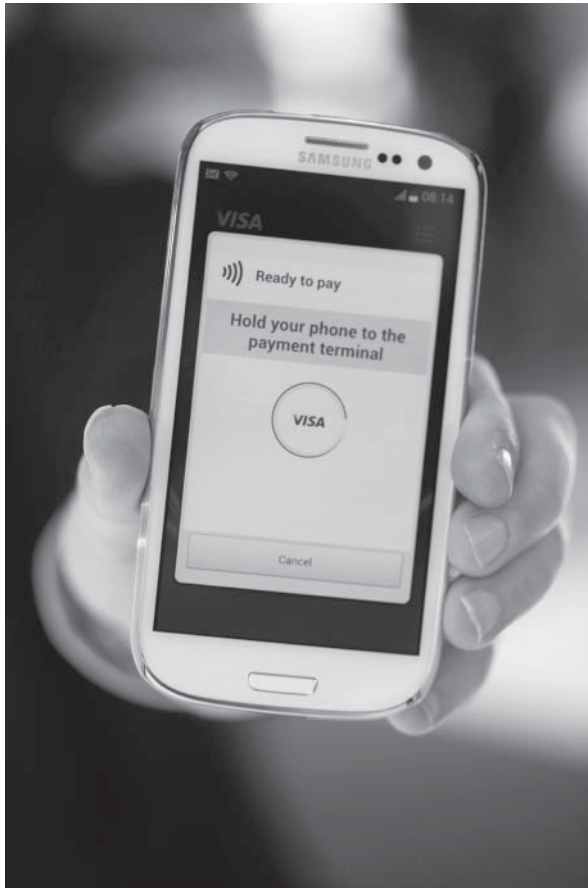 SAMSUNG
08:14
VISA
Ready to pay
Hold your phone to the
payment terminal
VISA
Cancel